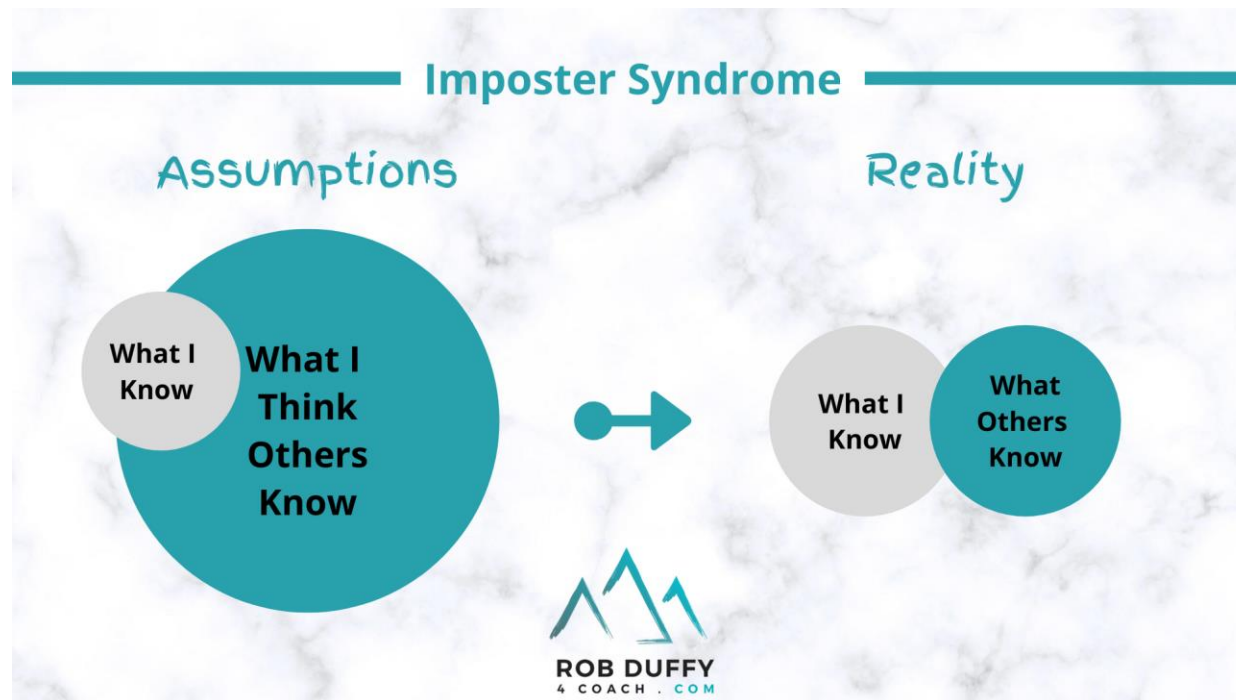 Imposter Syndrome
Assumptions
What I
Know
What I
Think
Others
Know
Reality
What I
Know
What
Others
Know
ROB DUFFY
4 COACH . COM